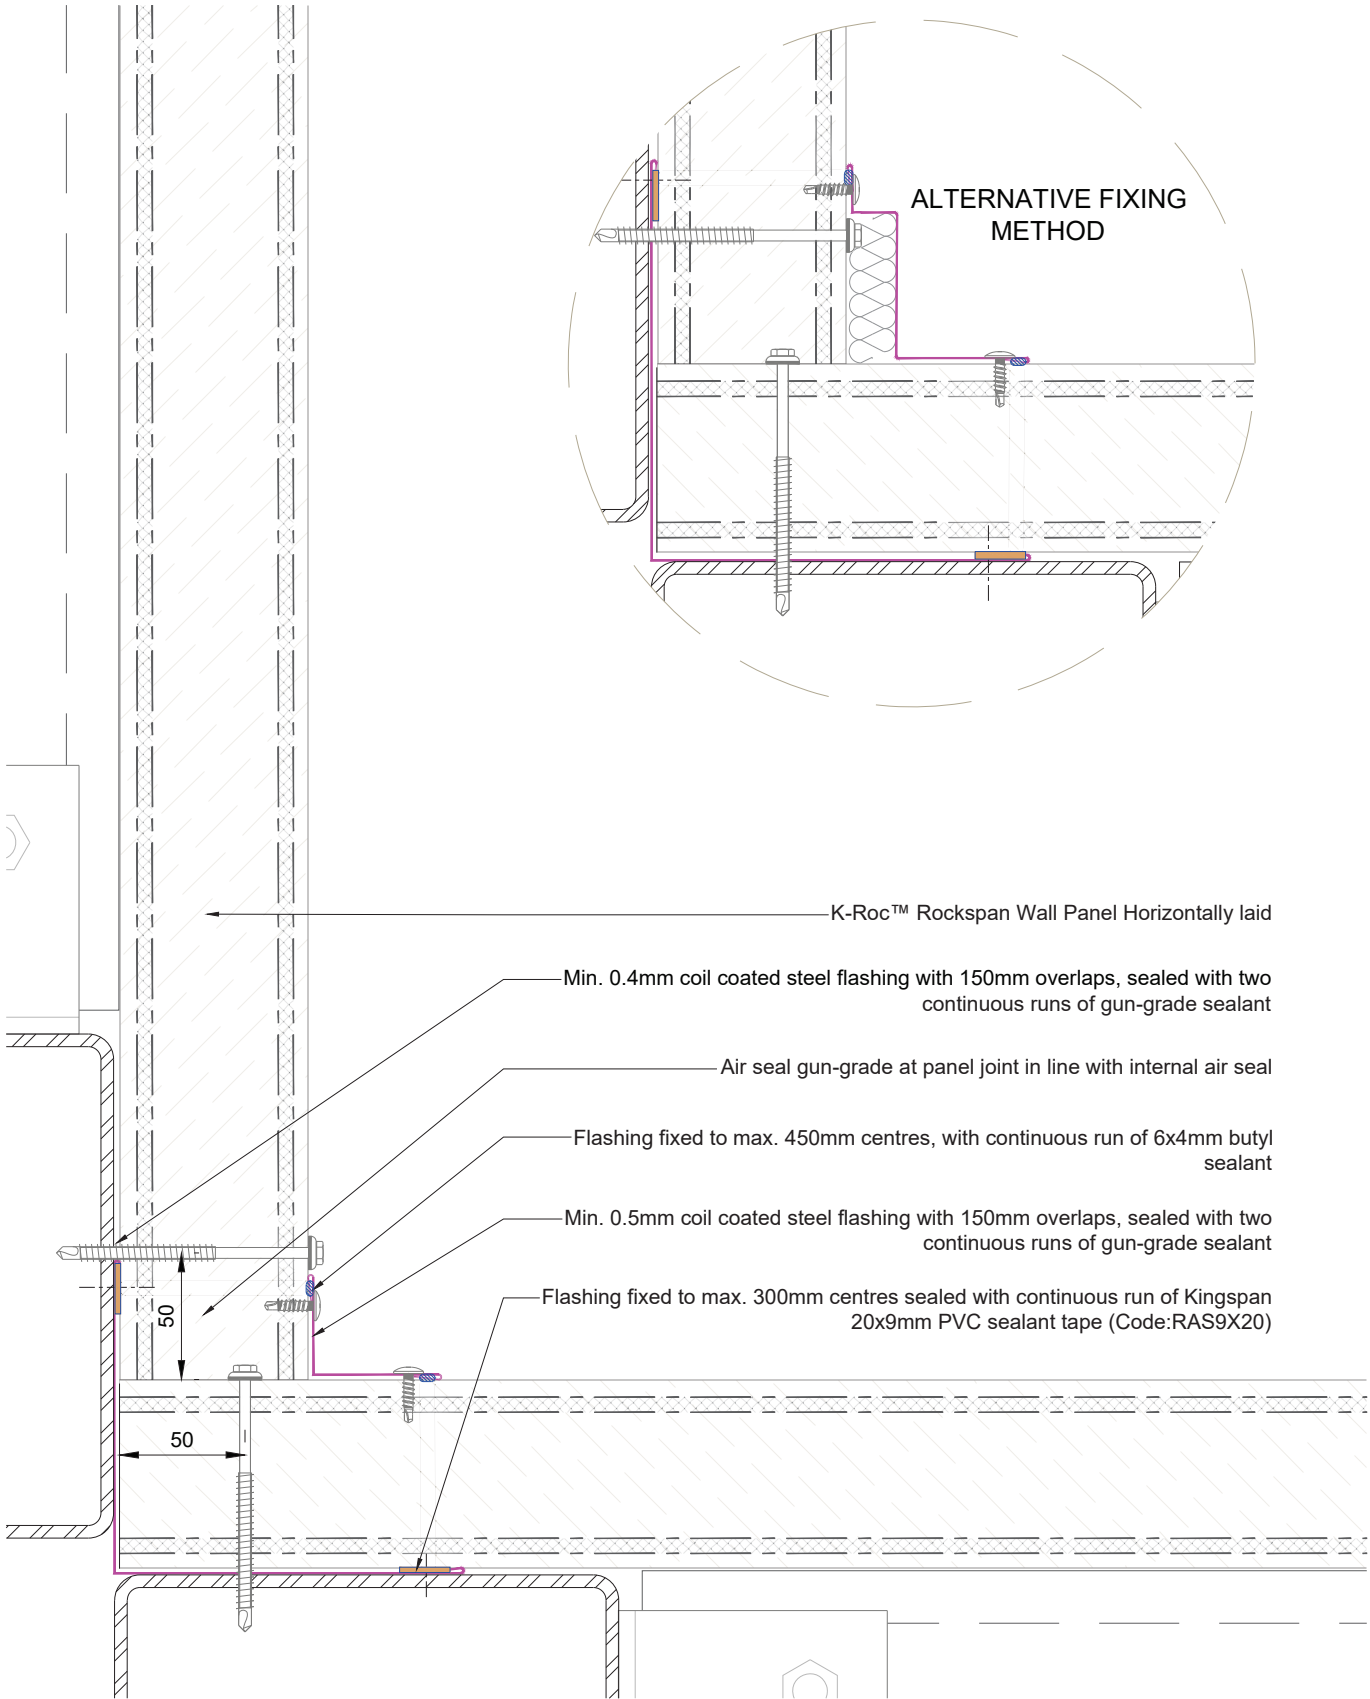 ALTERNATIVE FIXING
METHOD
K-Roc™ Rockspan Wall Panel Horizontally laid
Min. 0.4mm coil coated steel flashing with 150mm overlaps, sealed with two
continuous runs of gun-grade sealant
Air seal gun-grade at panel joint in line with internal air seal
Flashing fixed to max. 450mm centres, with continuous run of 6x4mm butyl
sealant
Min. 0.5mm coil coated steel flashing with 150mm overlaps, sealed with two
continuous runs of gun-grade sealant
Flashing fixed to max. 300mm centres sealed with continuous run of Kingspan
20x9mm PVC sealant tape (Code:RAS9X20)
50
50